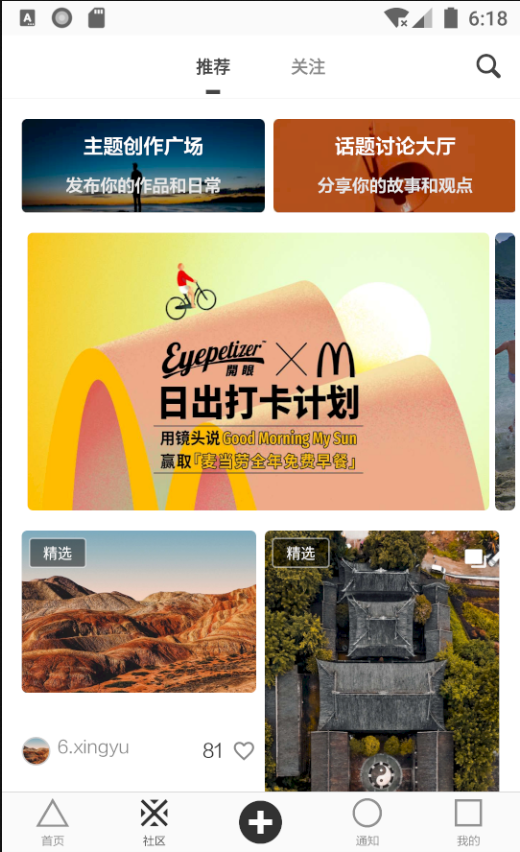 6:18
推荐 关注
主题创作广场
发布你的作品和日常
话题讨论大厅
分享你的故事和观点
Eyepetizer™
開眼
日出打卡计划
用镜头说 Good Morning My Sun
赢取「麦当劳全年免费早餐」
精选
精选
6.xingyu 81
首页 社区 通知 我的